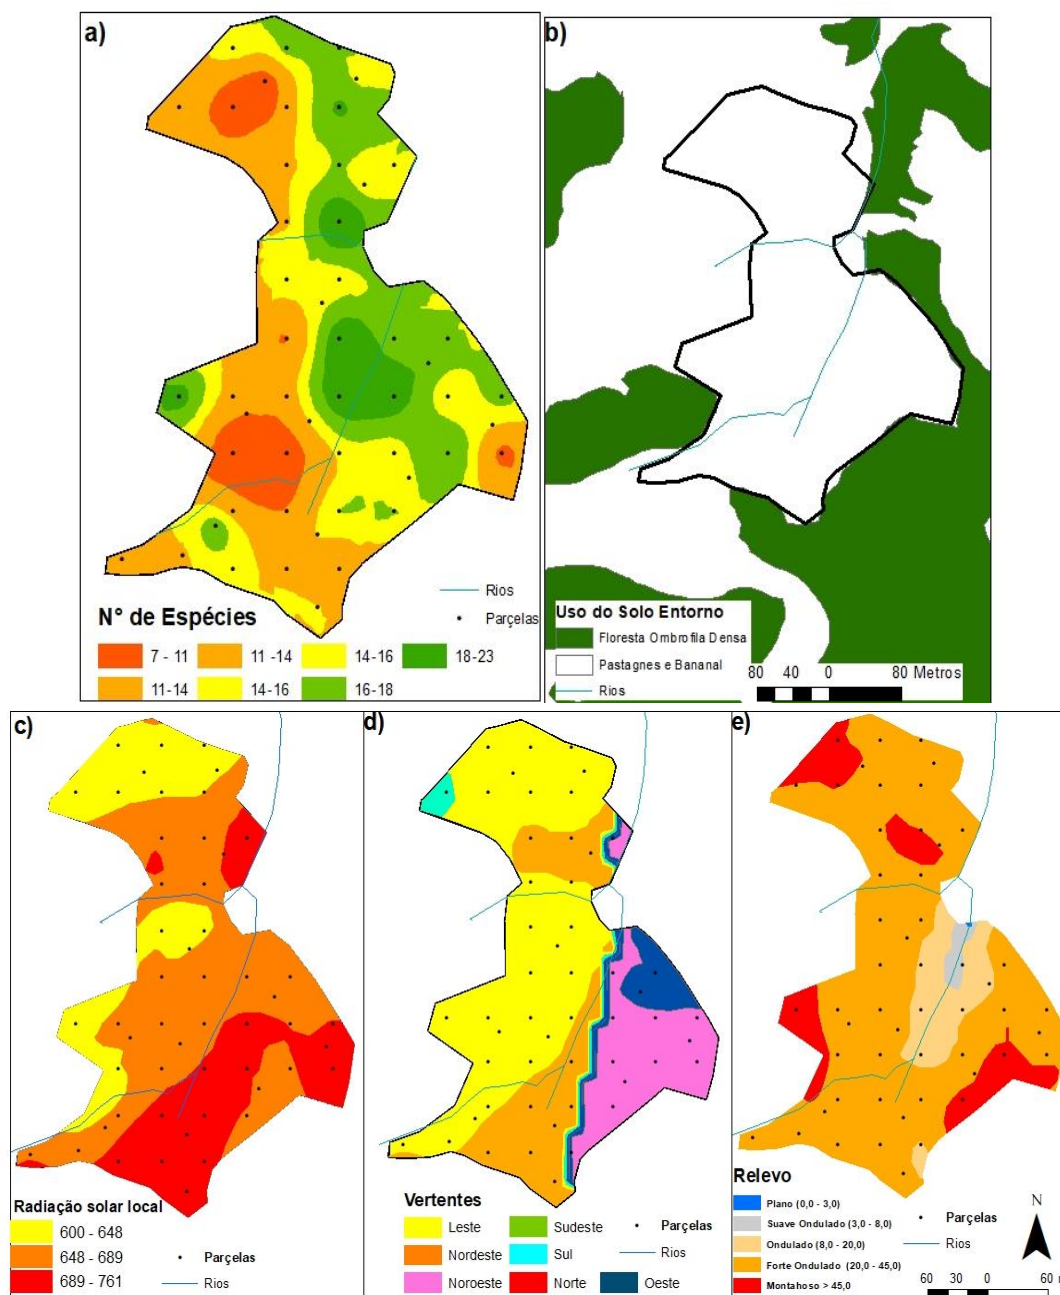 a)
N° de Espécies
Rios
Parçelas
7 - 11
11 -14
14-16
18-23
11-14
14-16
16-18
b)
Uso do Solo Entorno
Floresta Ombrofila Densa
Pastagnes e Bananal
Rios
80 40 0 80 Metros
c)
Radiação solar local
600 - 648
648 - 689
689 - 761
Parçelas
Rios
d)
Vertentes
Leste
Sudeste
Parçelas
Nordeste
Sul
Rios
Noroeste
Norte
Oeste
e)
Relevo
Plano (0,0 - 3,0)
Suave Ondulado (3,0 - 8,0)
Ondulado (8,0 - 20,0)
Forte Ondulado (20,0 - 45,0)
Montahoso > 45,0
Parçelas
Rios
N
60 30 0 60